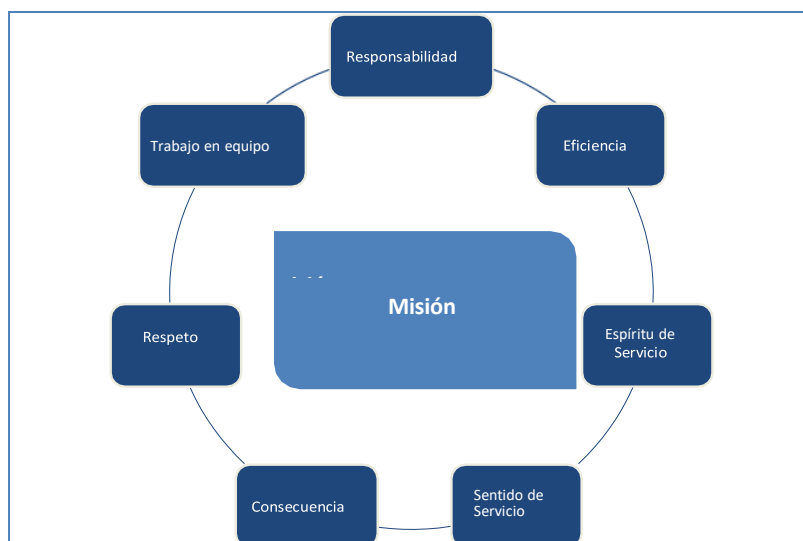 Responsabilidad
Trabajo en equipo
Eficiencia
Misión
Respeto
Espíritu de
Servicio
Consecuencia
Sentido de
Servicio